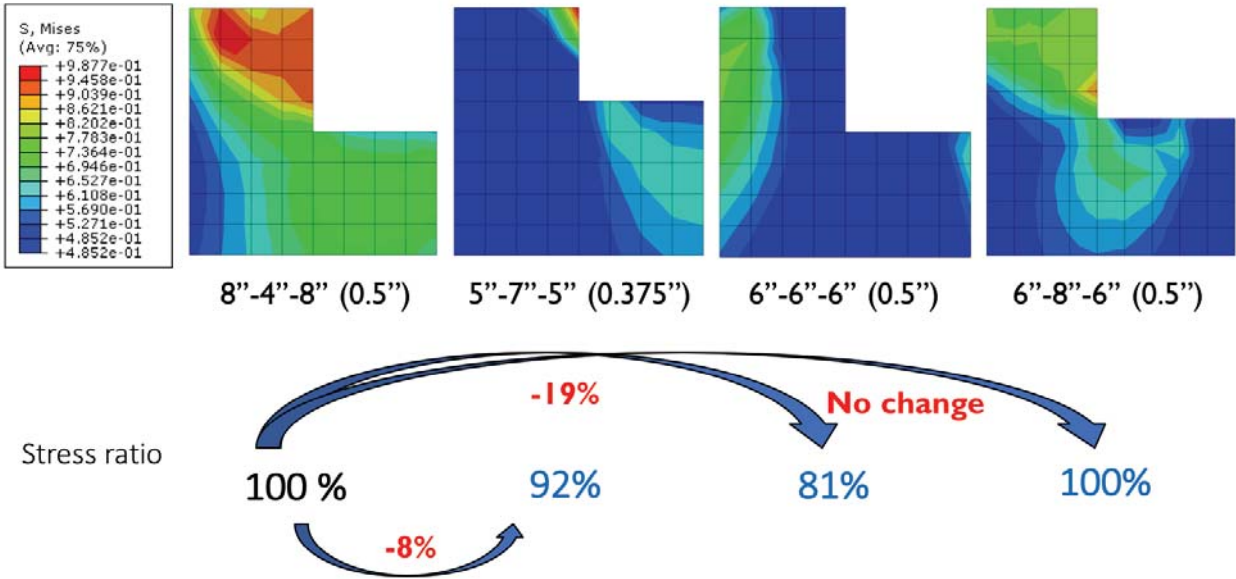 S, Mises
(Avg: 75%)
+9.877e-01
+9.458e-01
+9.039e-01
+8.621e-01
+8.202e-01
+7.783e-01
+7.364e-01
+6.946e-01
+6.527e-01
+6.108e-01
+5.690e-01
+5.271e-01
+4.852e-01
+4.852e-01
8”-4”-8” (0.5”)
5”-7”-5” (0.375”)
6”-6”-6” (0.5”)
6”-8”-6” (0.5”)
-19%
No change
Stress ratio
100 %
92%
81%
100%
-8%